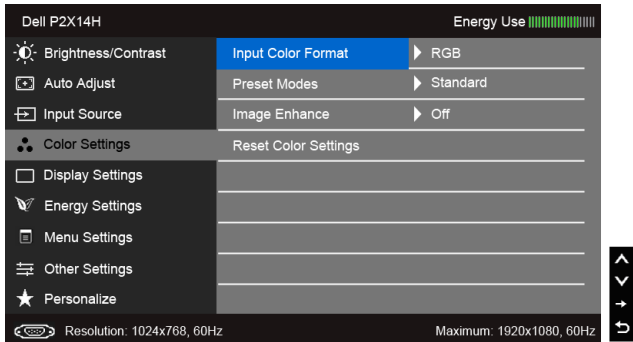 Dell P2X14H Energy Use
Brightness/Contrast Input Color Format RGB
Auto Adjust Preset Modes Standard
Input Source Image Enhance Off
Color Settings Reset Color Settings
Display Settings
Energy Settings
Menu Settings
Other Settings
Personalize
Resolution: 1024x768, 60Hz Maximum: 1920x1080, 60Hz